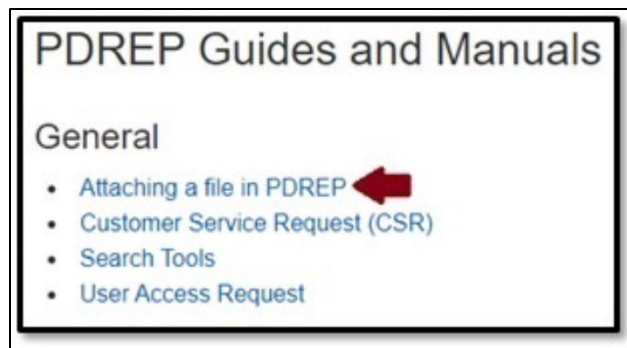 PDREP Guides and Manuals
General
Attaching a file in PDREP
Customer Service Request (CSR)
Search Tools
User Access Request